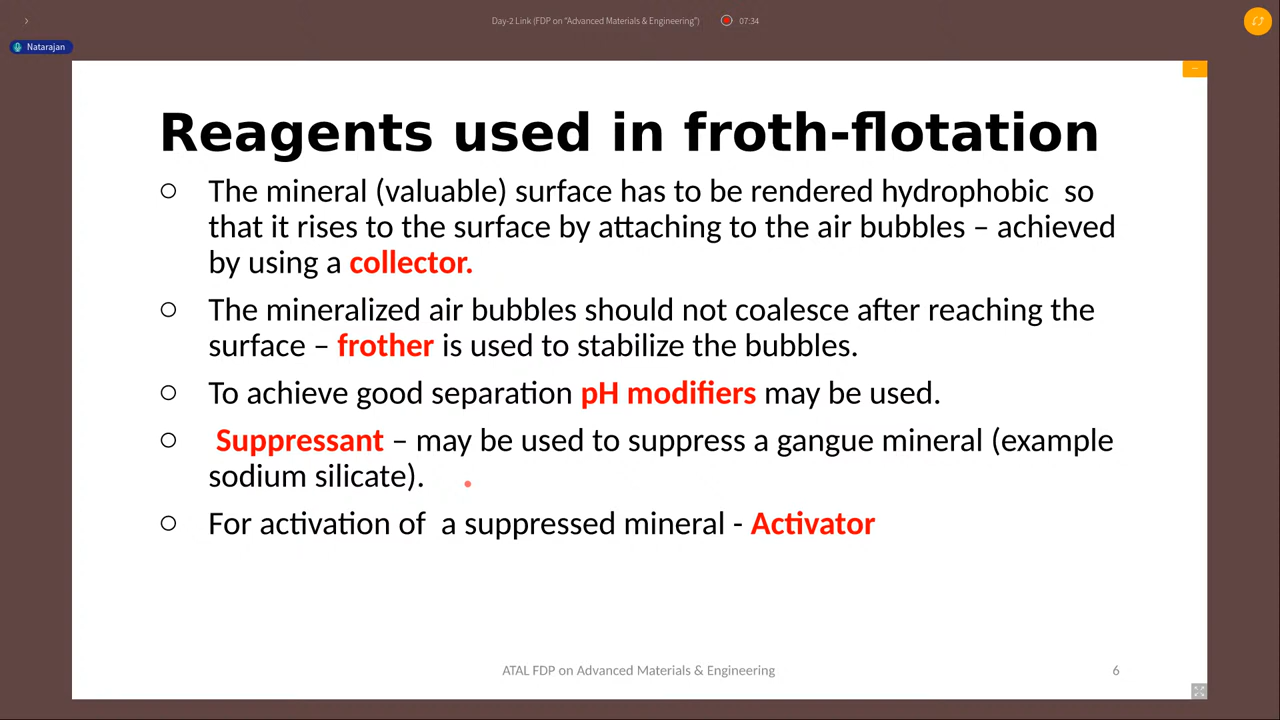 Day-2 Link (FDP on "Advanced Materials & Engineering")
07:34
Natarajan
Reagents used in froth-flotation
The mineral (valuable) surface has to be rendered hydrophobic so
that it rises to the surface by attaching to the air bubbles – achieved
by using a collector.
The mineralized air bubbles should not coalesce after reaching the
surface – frother is used to stabilize the bubbles.
To achieve good separation pH modifiers may be used.
Suppressant – may be used to suppress a gangue mineral (example
sodium silicate).
For activation of a suppressed mineral - Activator
ATAL FDP on Advanced Materials & Engineering
6